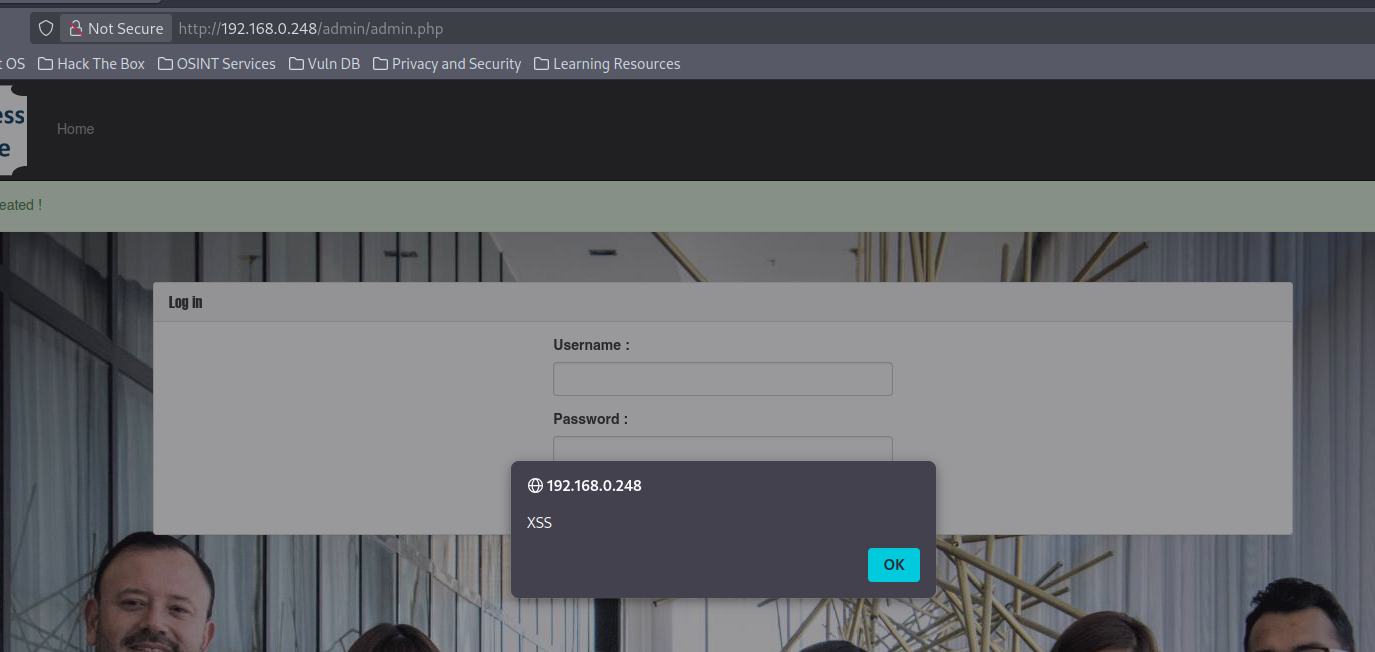 Not Secure http://192.168.0.248/admin/admin.php
OS Hack The Box OSINT Services Vuln DB Privacy and Security Learning Resources
ess
e
Home
eated !
Log in
Username :
Password :
192.168.0.248
XSS
OK